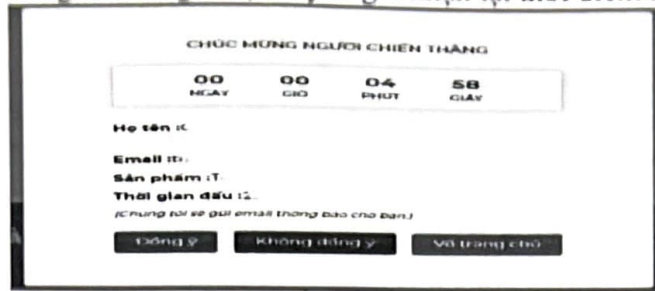 CHÚC MỪNG NGƯỜI CHIẾN THẮNG
00 00 04 58
NGÀY GIỜ PHÚT GIÂY
Họ tên :
Email :
Sản phẩm :T
Thời gian đấu :
(Chúng tôi sẽ gửi email thông báo cho bạn.)
Đồng ý Không đồng ý Về trang chủ